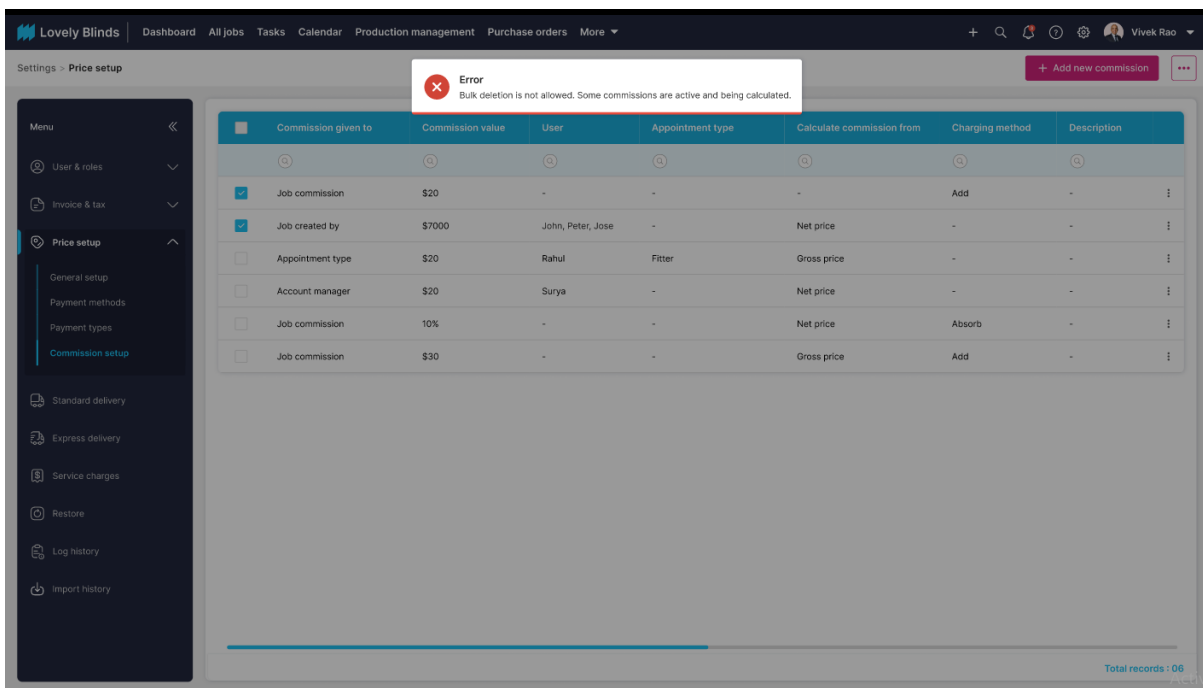 Lovely Blinds
Dashboard All jobs Tasks Calendar Production management Purchase orders More
Vivek Rao
Settings > Price setup
+ Add new commission
Error
Bulk deletion is not allowed. Some commissions are active and being calculated.
Menu
User & roles
Invoice & tax
Price setup
General setup
Payment methods
Payment types
Commission setup
Standard delivery
Express delivery
Service charges
Restore
Log history
Import history
Commission given to Commission value User Appointment type Calculate commission from Charging method Description
Job commission $20 - - - Add -
Job created by $7000 John, Peter, Jose - Net price - -
Appointment type $20 Rahul Fitter Gross price - -
Account manager $20 Surya - Net price - -
Job commission 10% - - Net price Absorb -
Job commission $30 - - Gross price Add -
Total records : 06